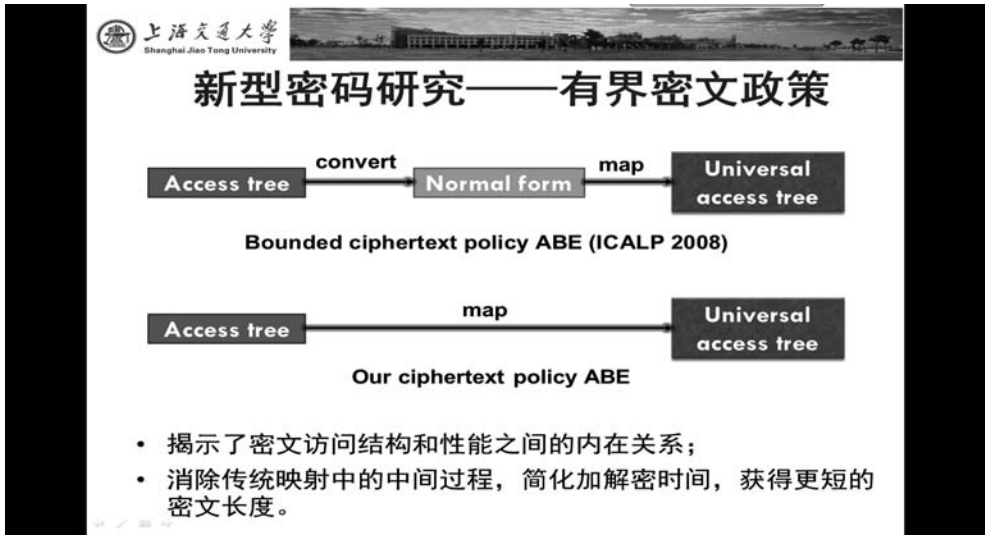 上海交通大学
Shanghai Jiao Tong University
新型密码研究——有界密文政策
convert
map
Access tree
Normal form
Universal
access tree
Bounded ciphertext policy ABE (ICALP 2008)
map
Access tree
Universal
access tree
Our ciphertext policy ABE
• 揭示了密文访问结构和性能之间的内在关系；
• 消除传统映射中的中间过程，简化加解密时间，获得更短的
密文长度。